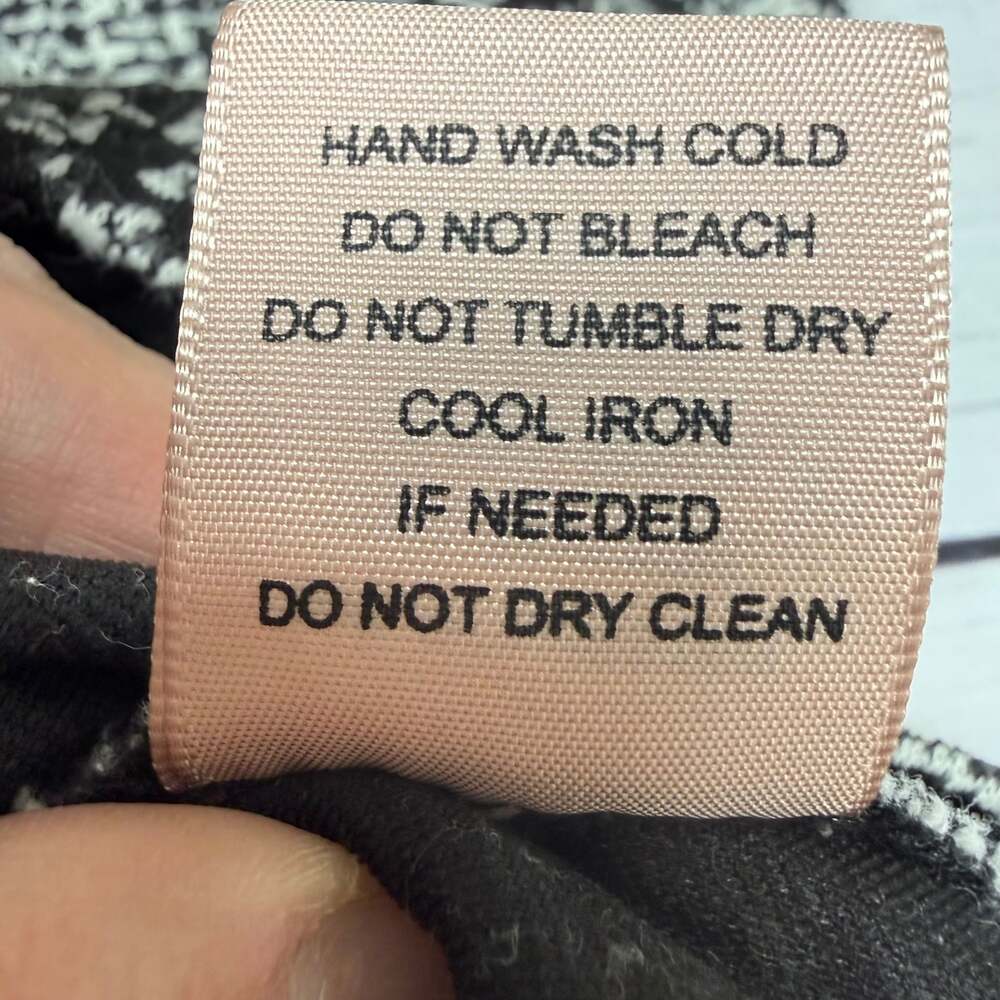 HAND WASH COLD
DO NOT BLEACH
DO NOT TUMBLE DRY
COOL IRON
IF NEEDED
DO NOT DRY CLEAN